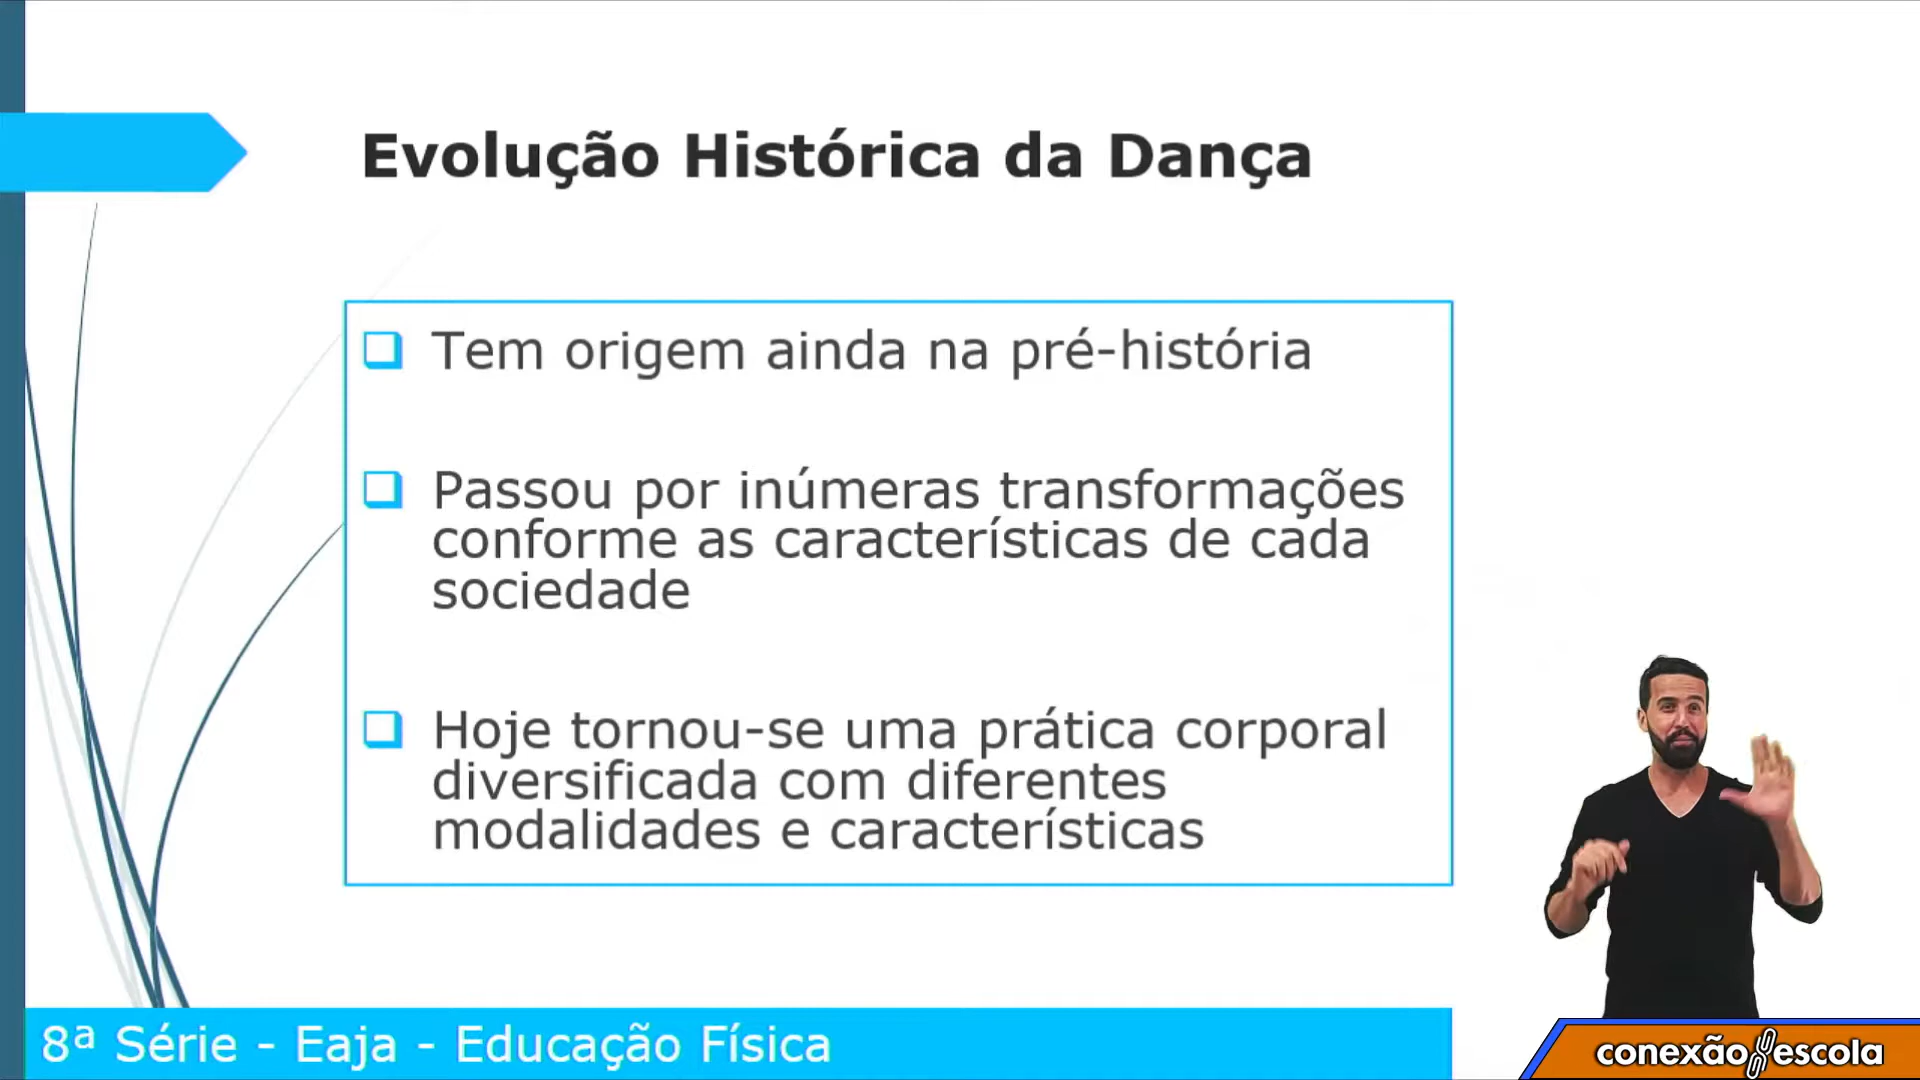 Evolução Histórica da Dança
Tem origem ainda na pré-história
Passou por inúmeras transformações
conforme as características de cada
sociedade
Hoje tornou-se uma prática corporal
diversificada com diferentes
modalidades e características
8ª Série - Eaja - Educação Física
conexão escola